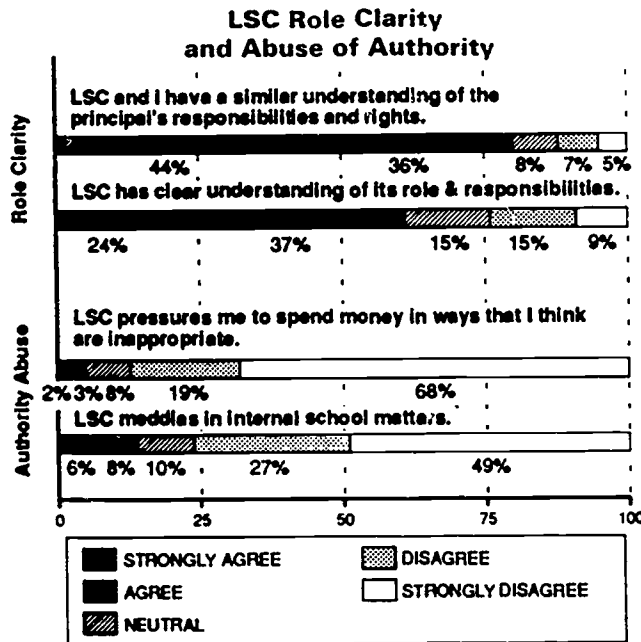 LSC Role Clarity
and Abuse of Authority
Role Clarity
LSC and I have a similar understanding of the
principal's responsibilities and rights.
44% 36% 8% 7% 5%
LSC has clear understanding of its role & responsibilities.
24% 37% 15% 15% 9%
Authority Abuse
LSC pressures me to spend money in ways that I think
are inappropriate.
2% 3% 8% 19% 68%
LSC meddles in internal school matters.
6% 8% 10% 27% 49%
0 25 50 75 100
STRONGLY AGREE DISAGREE
AGREE STRONGLY DISAGREE
NEUTRAL